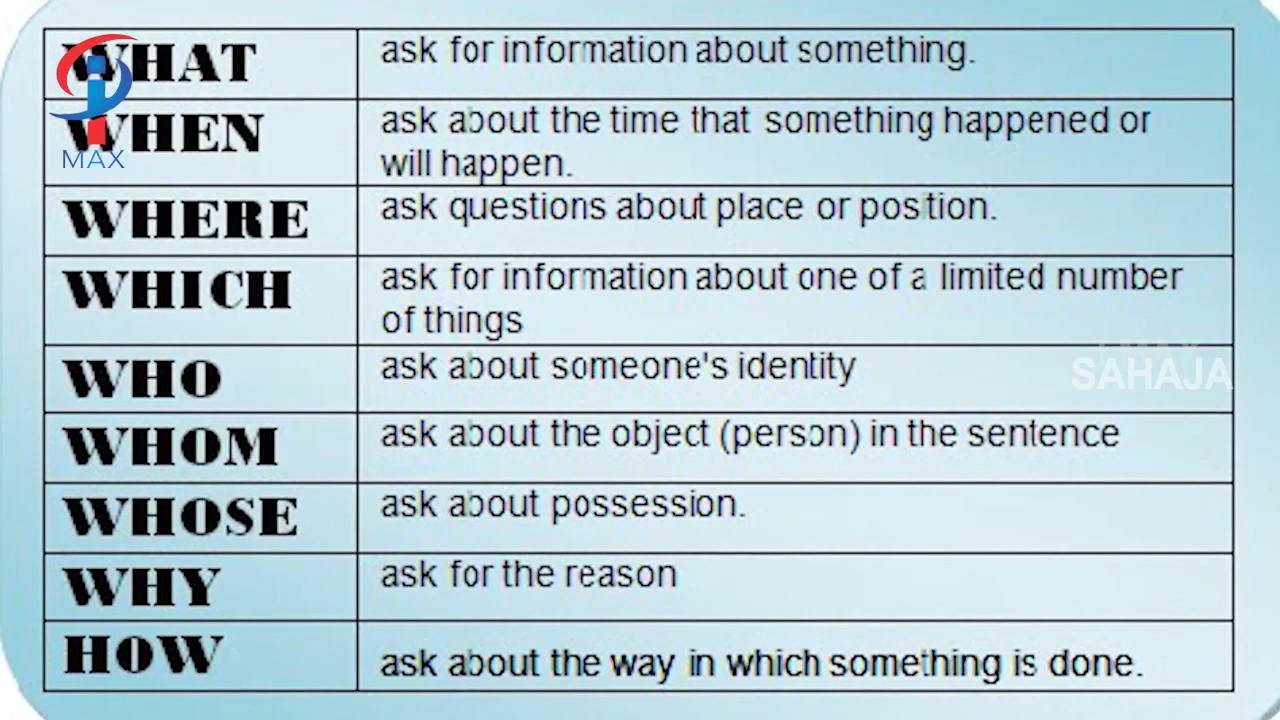 WHAT
ask for information about something.
WHEN
ask about the time that something happened or
will happen.
WHERE
ask questions about place or position.
WHICH
ask for information about one of a limited number
of things
WHO
ask about someone's identity
WHOM
ask about the object (person) in the sentence
WHOSE
ask about possession.
WHY
ask for the reason
HOW
ask about the way in which something is done.
MAX
SAHAJA